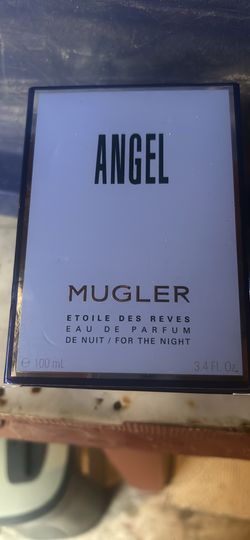 ANGEL
MUGLER
ETOILE DES REVES
EAU DE PARFUM
DE NUIT / FOR THE NIGHT
℮ 100 mL 3.4 Fl. Oz.